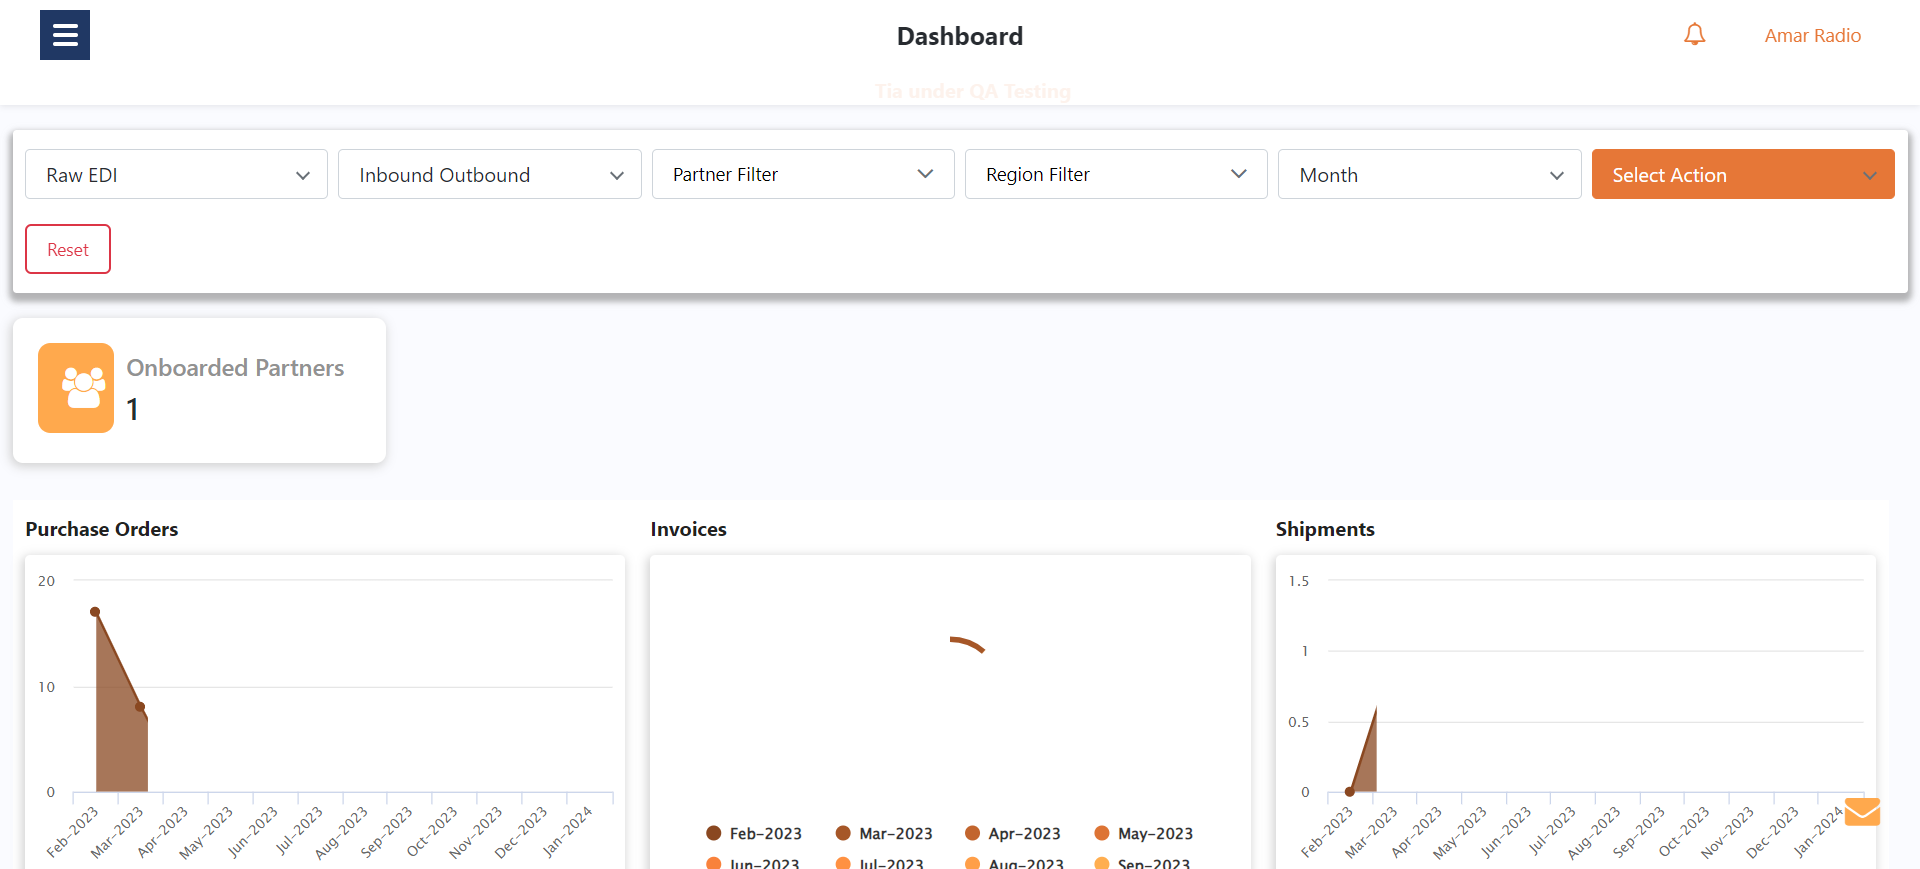 Dashboard
Amar Radio
Tia under QA Testing
Raw EDI
Inbound Outbound
Partner Filter
Region Filter
Month
Select Action
Reset
Onboarded Partners
1
Purchase Orders
20
10
0
Feb-2023
Mar-2023
Apr-2023
May-2023
Jun-2023
Jul-2023
Aug-2023
Sep-2023
Oct-2023
Nov-2023
Dec-2023
Jan-2024
Invoices
Feb-2023
Mar-2023
Apr-2023
May-2023
Jun-2023
Jul-2023
Aug-2023
Sep-2023
Shipments
1.5
1
0.5
0
Feb-2023
Mar-2023
Apr-2023
May-2023
Jun-2023
Jul-2023
Aug-2023
Sep-2023
Oct-2023
Nov-2023
Dec-2023
Jan-2024